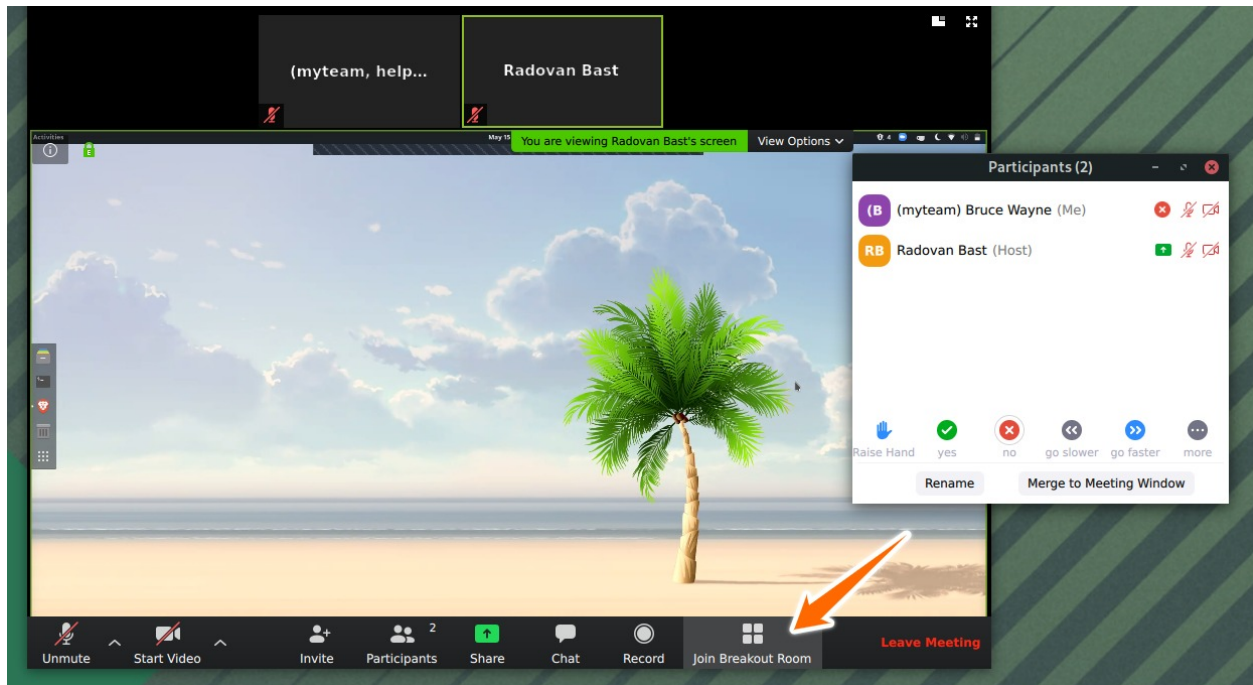 (myteam, help...
Radovan Bast
Activities
May 15
You are viewing Radovan Bast's screen
View Options
E
Participants (2)
(B (myteam) Bruce Wayne (Me)
RB Radovan Bast (Host)
Raise Hand yes no go slower go faster more
Rename Merge to Meeting Window
Unmute Start Video Invite Participants 2 Share Chat Record Join Breakout Room Leave Meeting